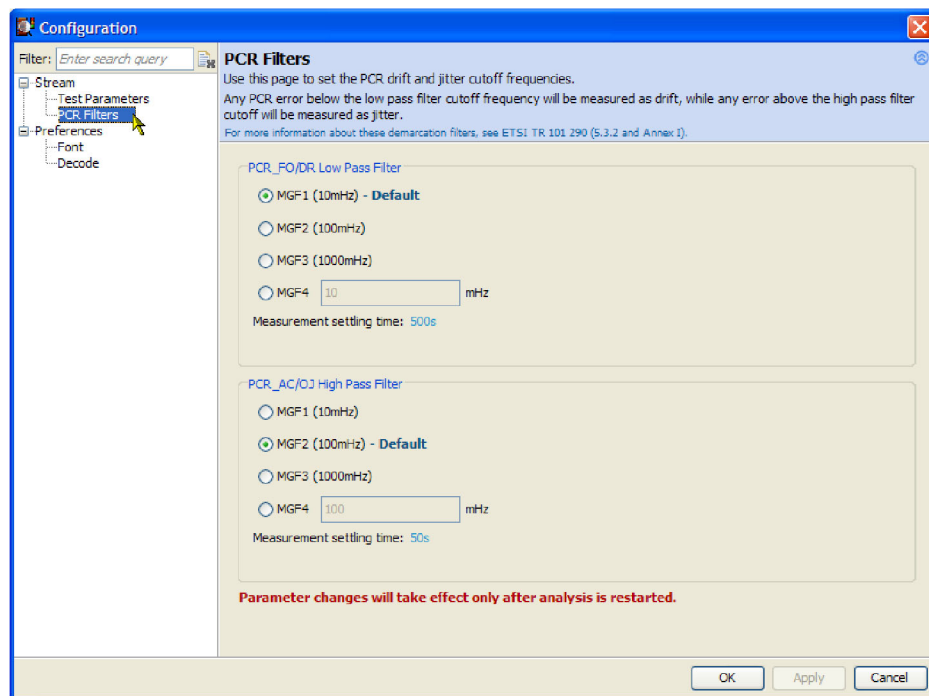 Configuration
Filter: Enter search query
Stream
Test Parameters
PCR Filters
Preferences
Font
Decode
PCR Filters
Use this page to set the PCR drift and jitter cutoff frequencies.
Any PCR error below the low pass filter cutoff frequency will be measured as drift, while any error above the high pass filter
cutoff will be measured as jitter.
For more information about these demarcation filters, see ETSI TR 101 290 (5.3.2 and Annex I).
PCR_FO/DR Low Pass Filter
MGF1 (10mHz) - Default
MGF2 (100mHz)
MGF3 (1000mHz)
MGF4 10 mHz
Measurement settling time: 500s
PCR_AC/OJ High Pass Filter
MGF1 (10mHz)
MGF2 (100mHz) - Default
MGF3 (1000mHz)
MGF4 100 mHz
Measurement settling time: 50s
Parameter changes will take effect only after analysis is restarted.
OK Apply Cancel